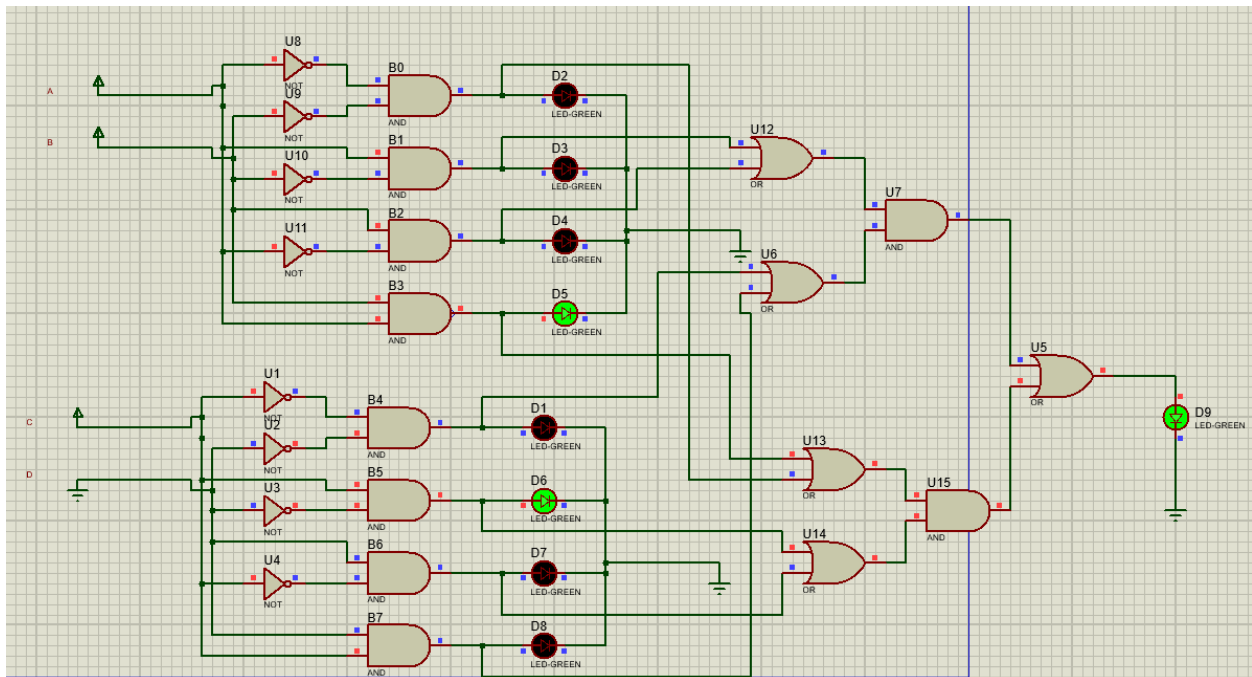 A
B
C
D
U8
NOT
U9
NOT
U10
NOT
U11
NOT
B0
AND
B1
AND
B2
AND
B3
AND
D2
LED-GREEN
D3
LED-GREEN
D4
LED-GREEN
D5
LED-GREEN
U1
NOT
U2
NOT
U3
NOT
U4
NOT
B4
AND
B5
AND
B6
AND
B7
AND
D1
LED-GREEN
D6
LED-GREEN
D7
LED-GREEN
D8
LED-GREEN
U12
OR
U6
OR
U7
AND
U13
OR
U14
OR
U15
AND
U5
OR
D9
LED-GREEN